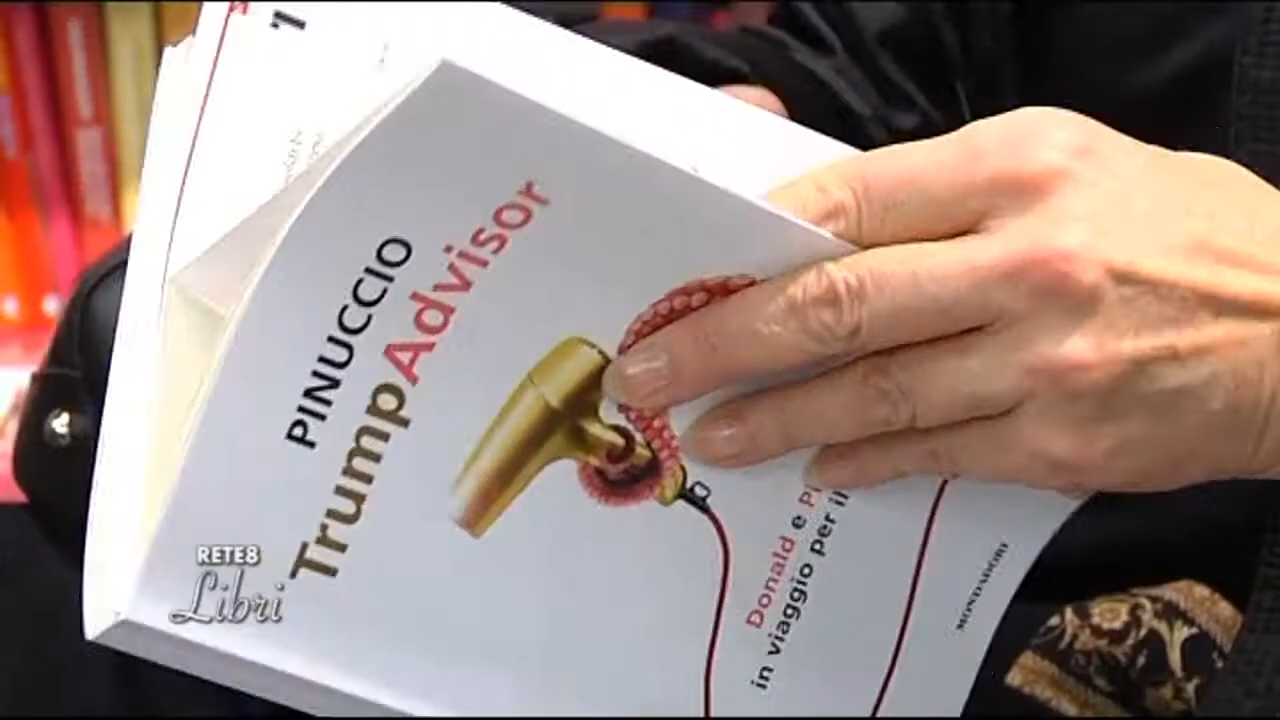 PINUCCIO
TrumpAdvisor
Donald e
in viaggio per il
MONDADORI
RETE8
Libri